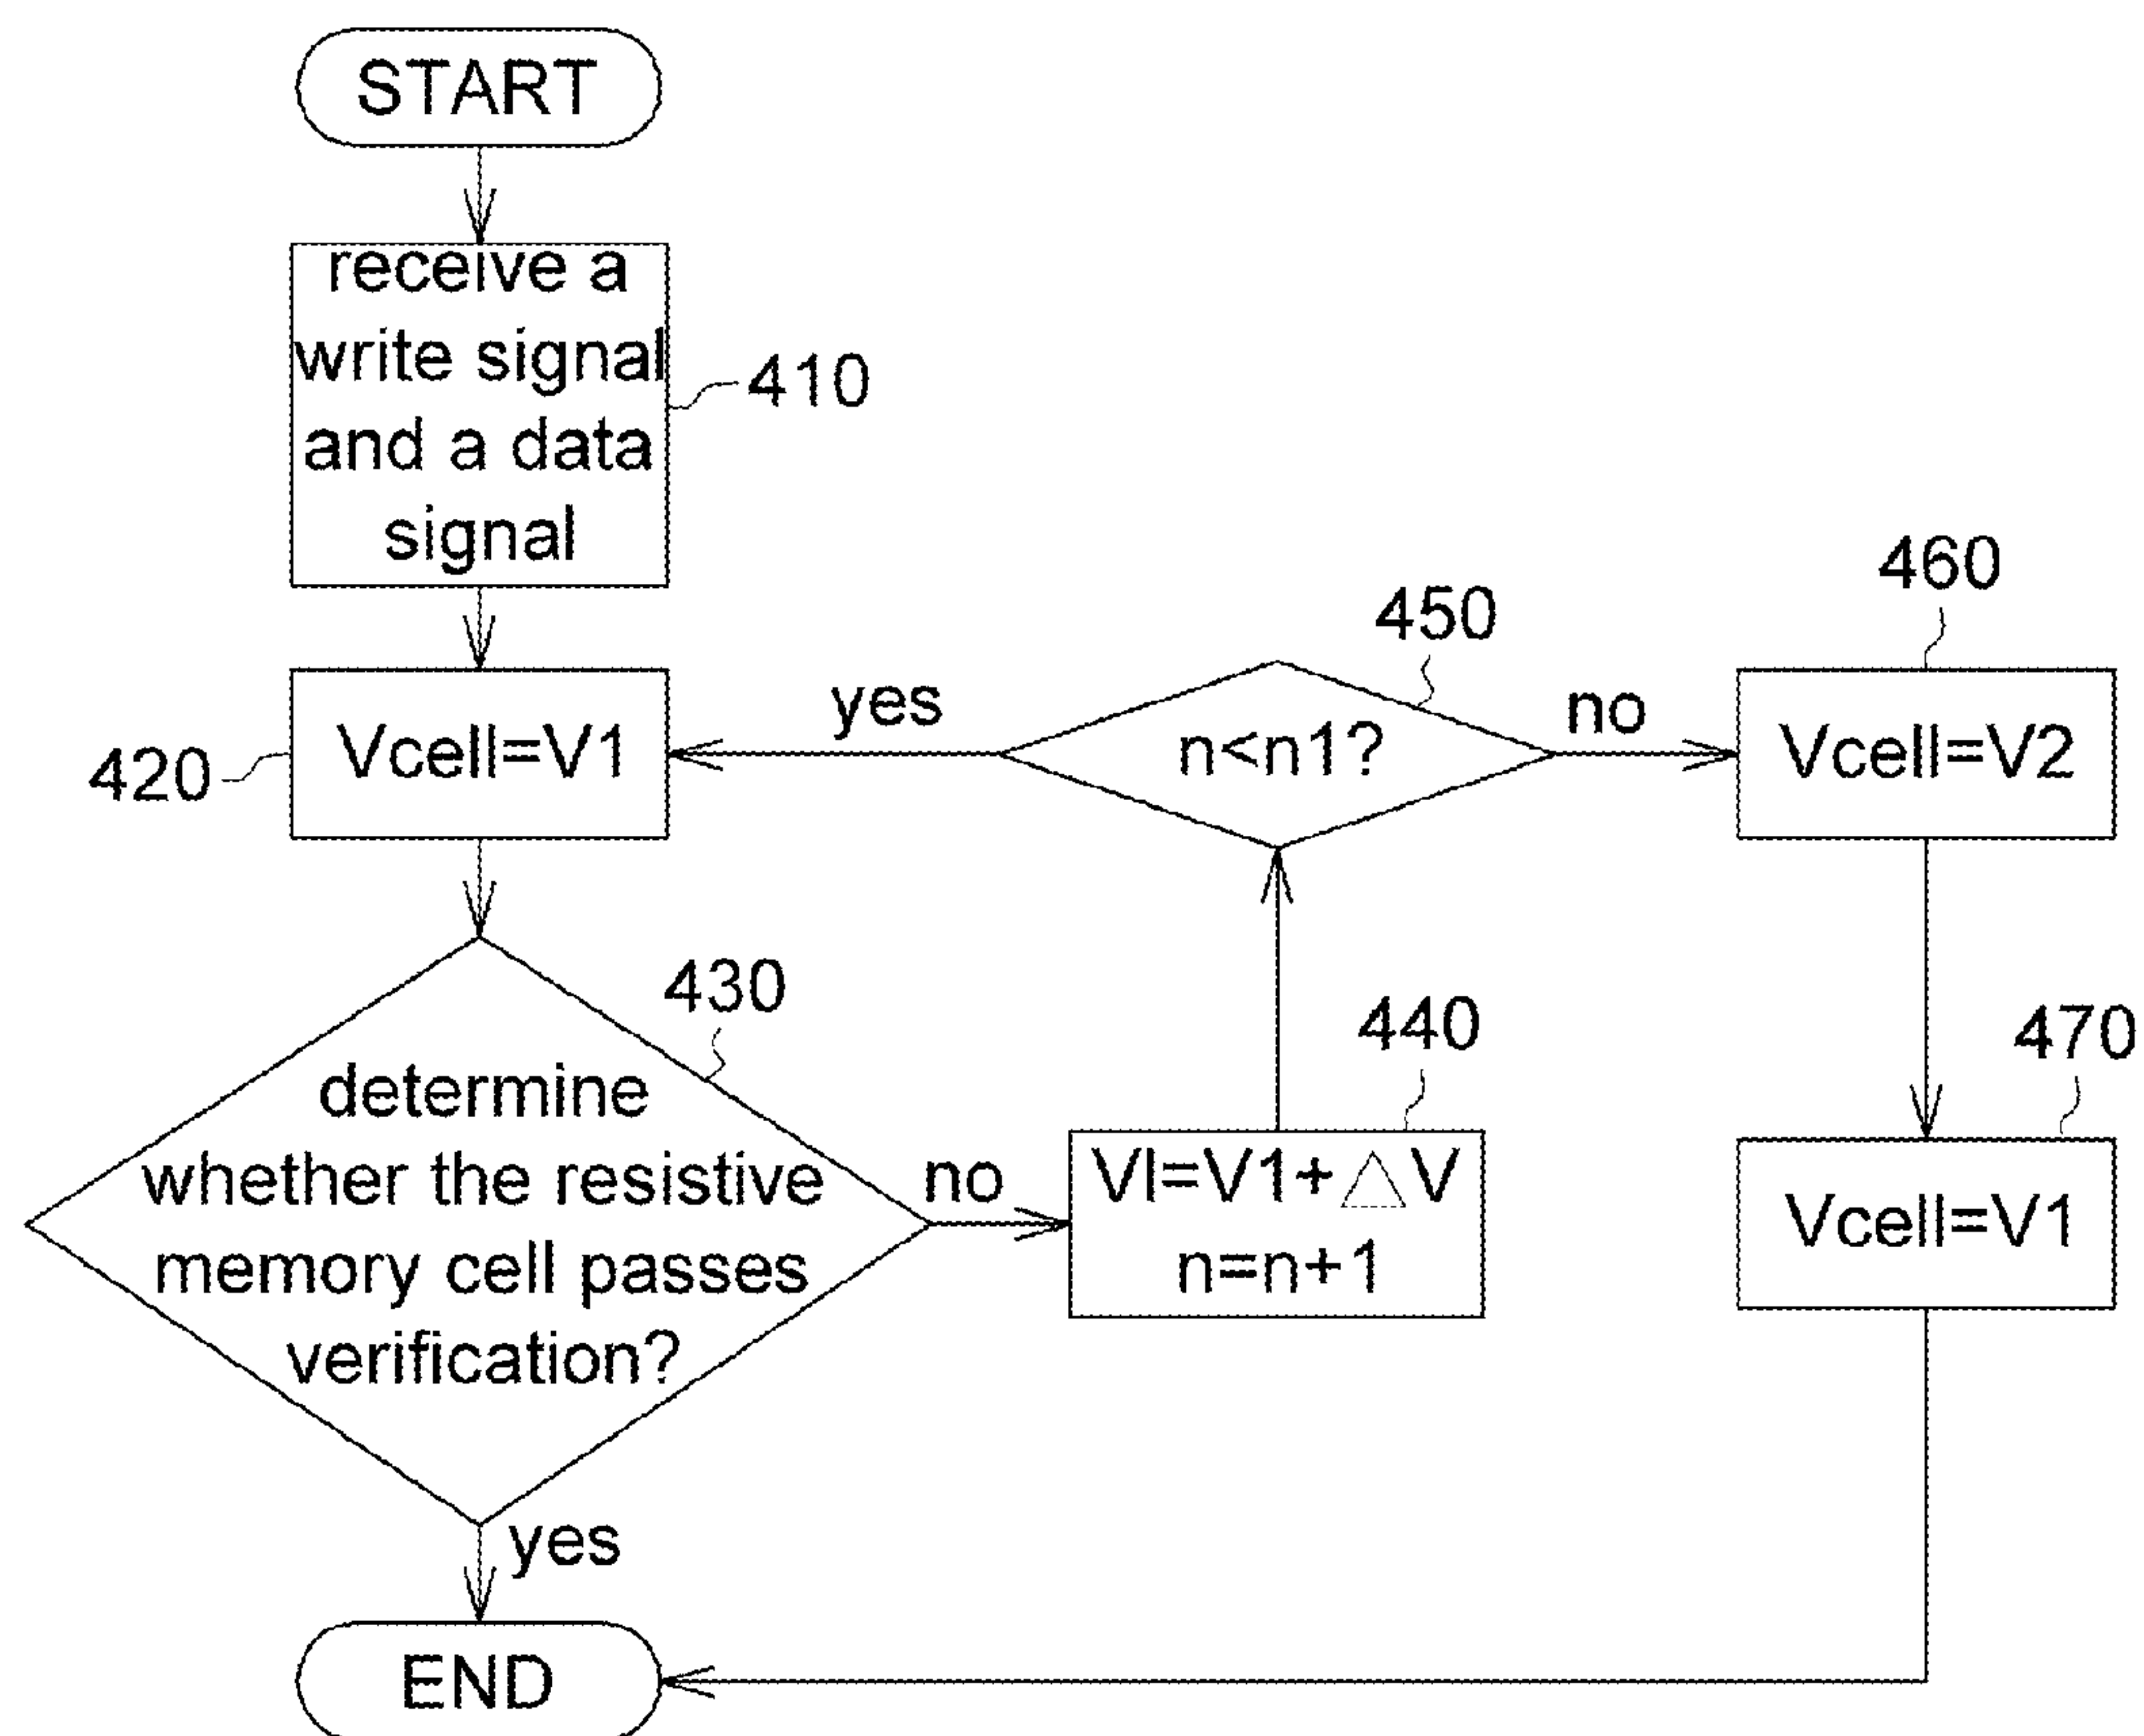 START
receive a
write signal
and a data
signal
410
460
450
yes
no
Vcell=V1
n<n1?
Vcell=V2
420
430
440
470
determine
whether the resistive
memory cell passes
verification?
no
Vl=V1+△V
n=n+1
Vcell=V1
yes
END